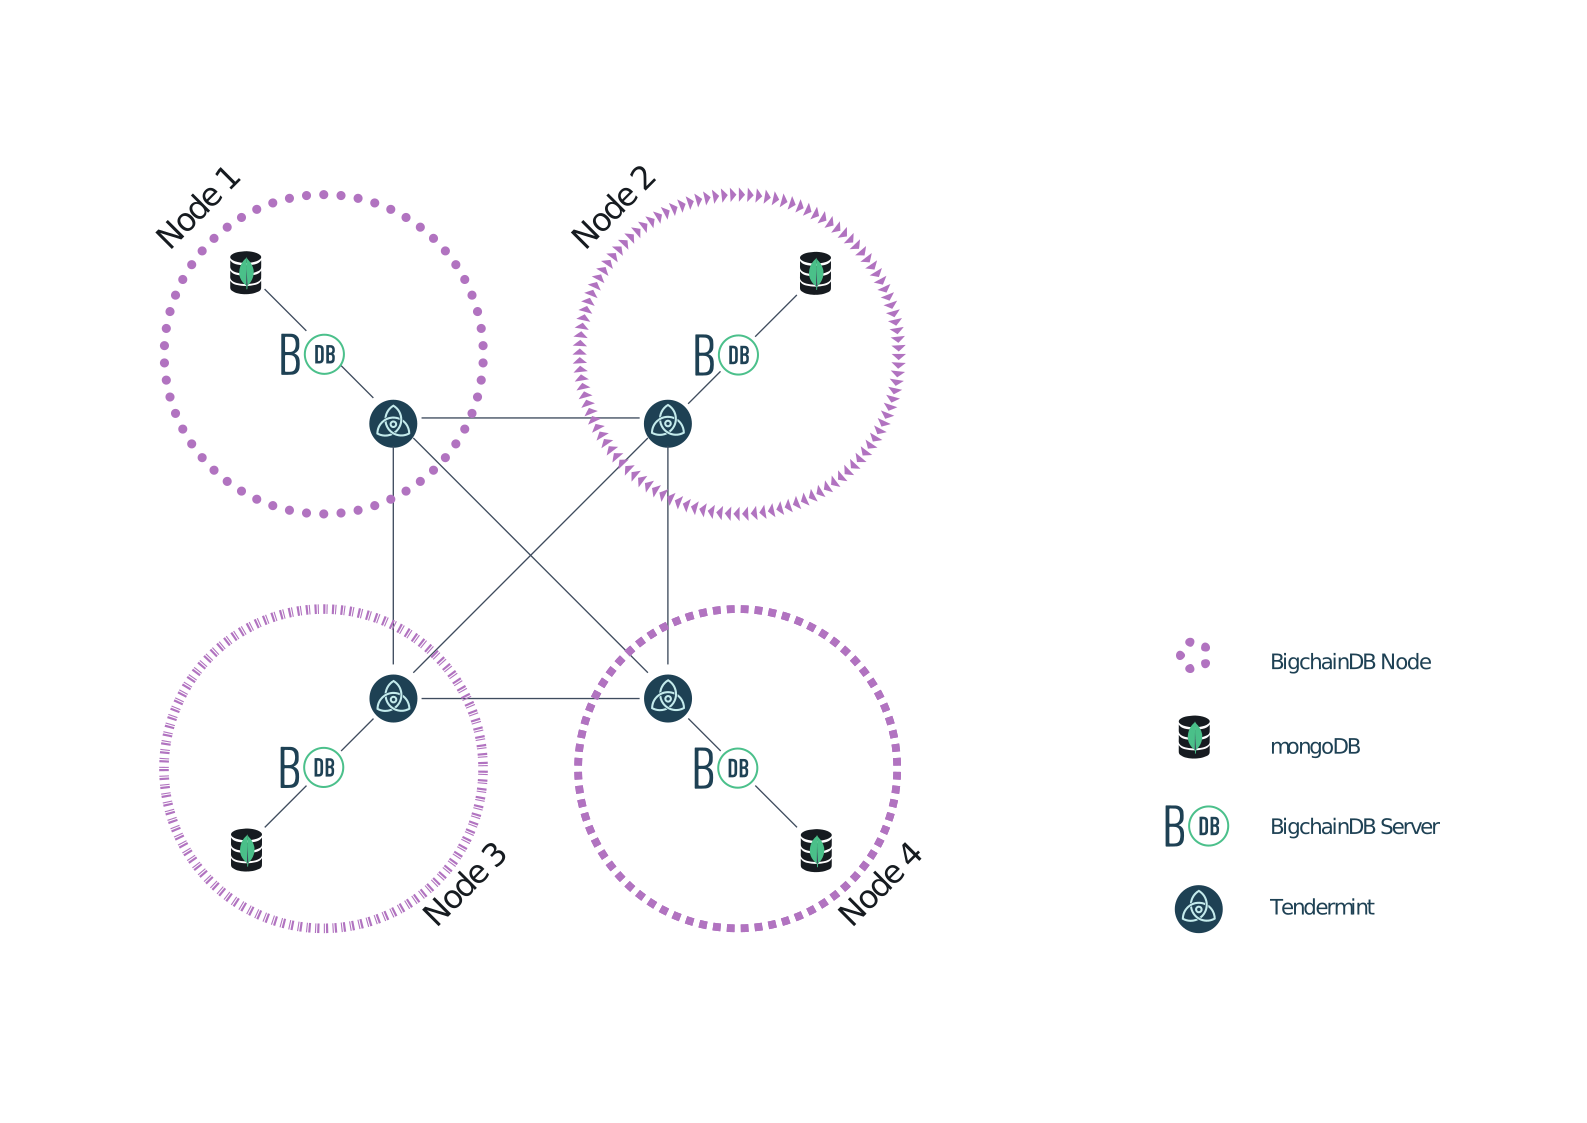 Node 1
Node 2
B DB
B DB
B DB
B DB
Node 3
Node 4
BigchainDB Node
mongoDB
B DB
BigchainDB Server
Tendermint